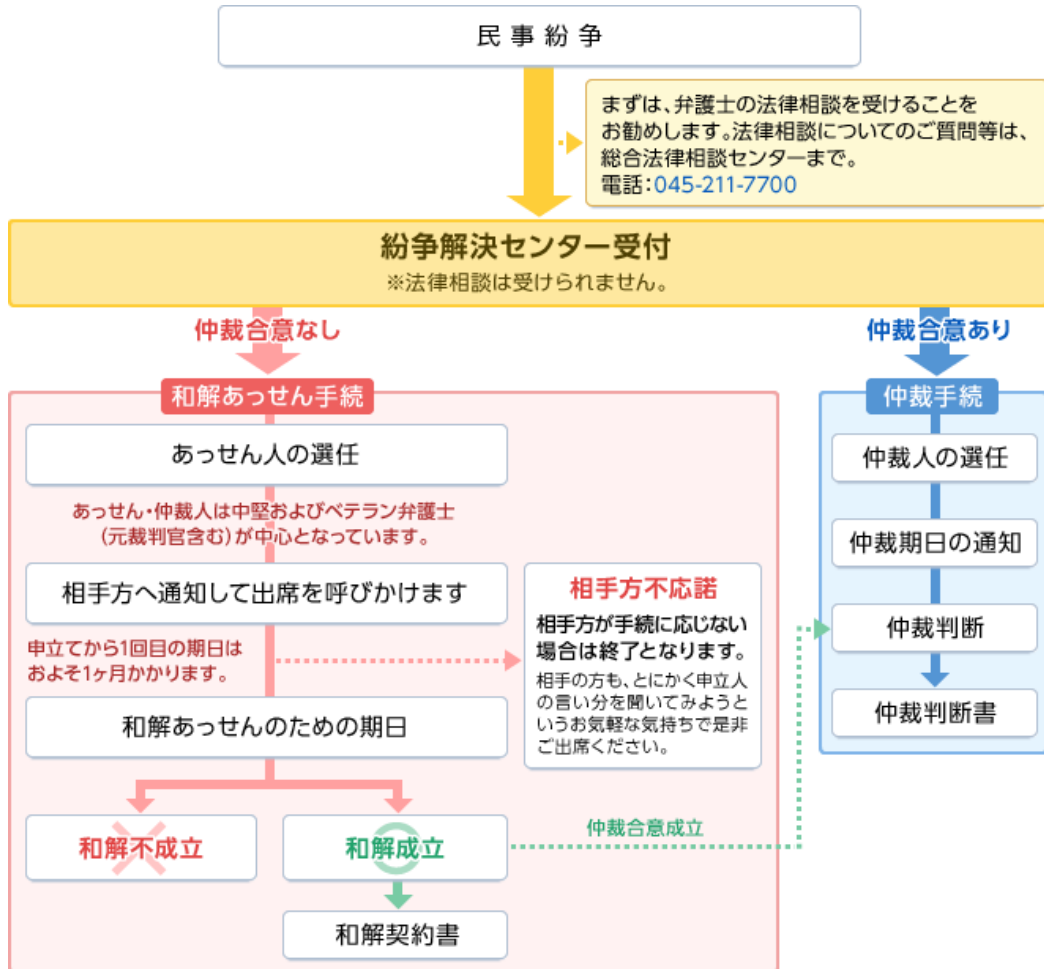 民事紛争
まずは、弁護士の法律相談を受けることを
お勧めします。法律相談についてのご質問等は、
総合法律相談センターまで。
電話:045-211-7700
紛争解決センター受付
※法律相談は受けられません。
仲裁合意なし
和解あっせん手続
あっせん人の選任
あっせん・仲裁人は中堅およびベテラン弁護士
(元裁判官含む)が中心となっています。
相手方へ通知して出席を呼びかけます
申立てから1回目の期日は
およそ1ヶ月かかります。
相手方不応諾
相手方が手続に応じない
場合は終了となります。
相手の方も、とにかく申立人
の言い分を聞いてみようと
いうお気軽な気持ちで是非
ご出席ください。
和解あっせんのための期日
和解不成立
和解成立
仲裁合意成立
和解契約書
仲裁合意あり
仲裁手続
仲裁人の選任
仲裁期日の通知
仲裁判断
仲裁判断書